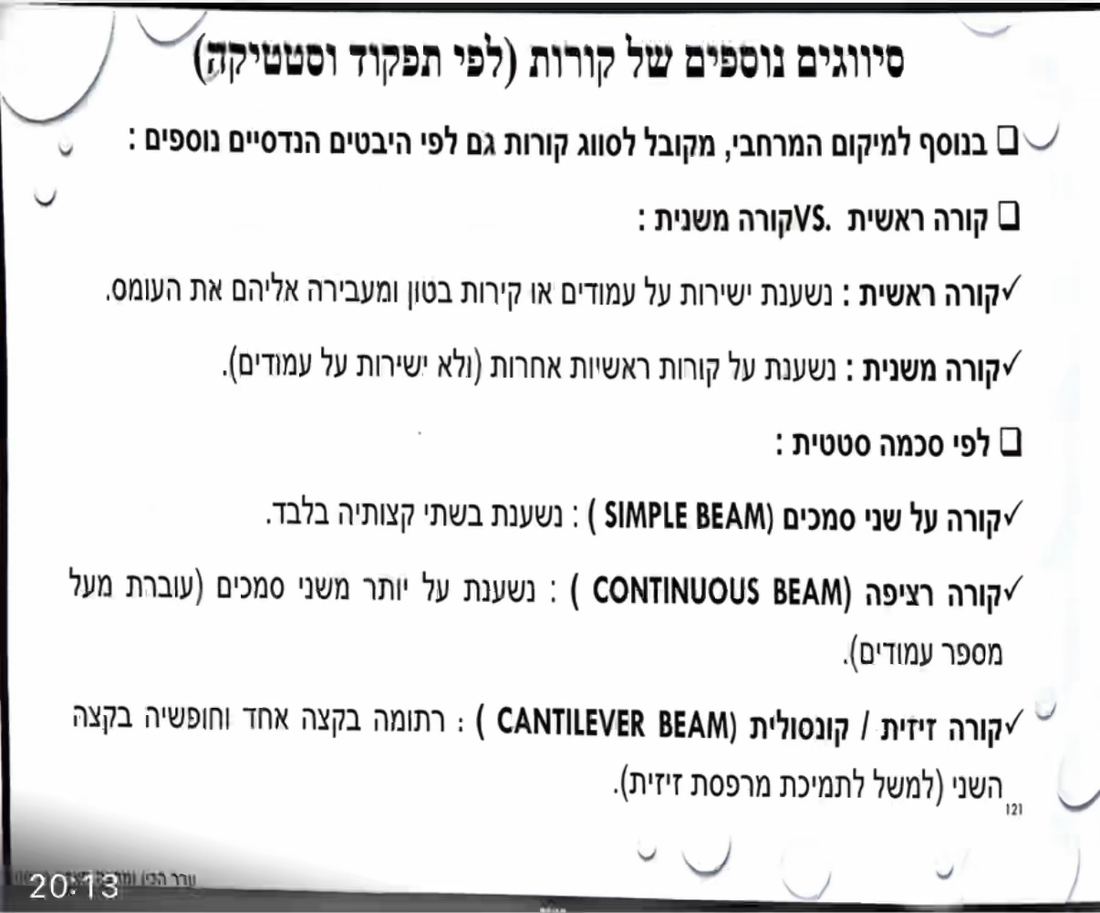 סיווגים נוספים של קורות (לפי תפקוד וסטטיקה)
❑ בנוסף למיקום המרחבי, מקובל לסווג קורות גם לפי היבטים הנדסיים נוספים :
❑ קורה ראשית .VSקורה משנית :
✓קורה ראשית : נשענת ישירות על עמודים או קירות בטון ומעבירה אליהם את העומס.
✓קורה משנית : נשענת על קורות ראשיות אחרות (ולא ישירות על עמודים).
❑ לפי סכמה סטטית :
✓קורה על שני סמכים (SIMPLE BEAM ) : נשענת בשתי קצותיה בלבד.
✓קורה רציפה (CONTINUOUS BEAM ) : נשענת על יותר משני סמכים (עוברת מעל
מספר עמודים).
✓קורה זיזית / קונסולית (CANTILEVER BEAM ) : רתומה בקצה אחד וחופשיה בקצה
השני (למשל לתמיכת מרפסת זיזית).
121
20:13